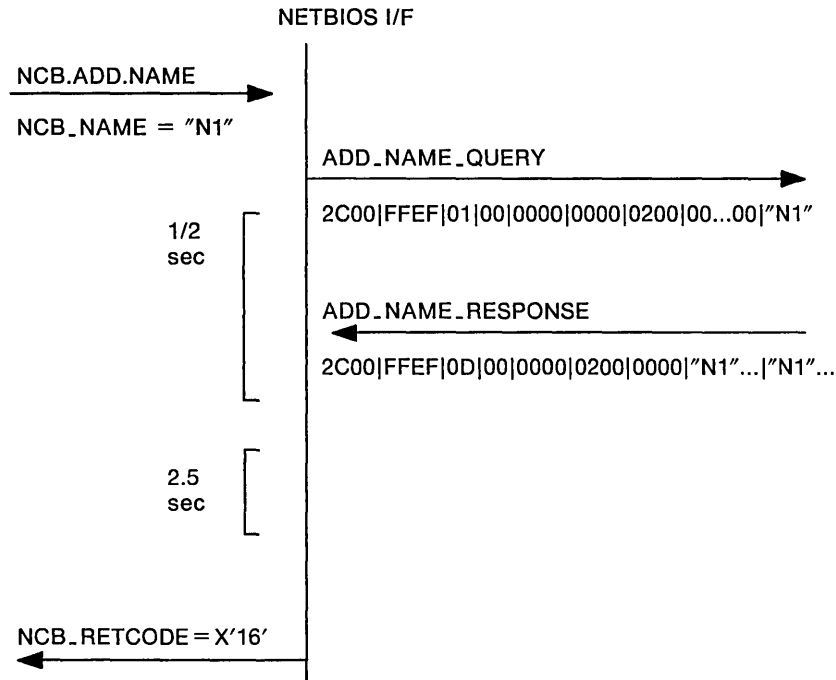 NETBIOS I/F
NCB.ADD.NAME
NCB_NAME = "N1"
ADD_NAME_QUERY
2C00|FFEF|01|00|0000|0000|0200|00...00|"N1"
1/2
sec
ADD_NAME_RESPONSE
2C00|FFEF|0D|00|0000|0200|0000|"N1"...|"N1"...
2.5
sec
NCB_RETCODE = X'16'